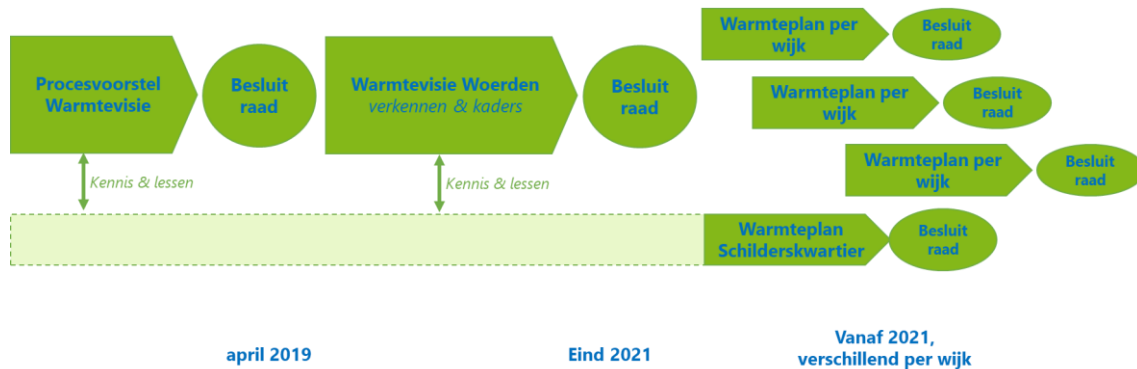 Procesvoorstel
Warmtevisie
Besluit
raad
Warmtevisie Woerden
verkennen & kaders
Besluit
raad
Warmteplan per
wijk
Besluit
raad
Warmteplan per
wijk
Besluit
raad
Warmteplan per
wijk
Besluit
raad
Kennis & lessen
Kennis & lessen
Warmteplan
Schilderskwartier
Besluit
raad
april 2019
Eind 2021
Vanaf 2021,
verschillend per wijk